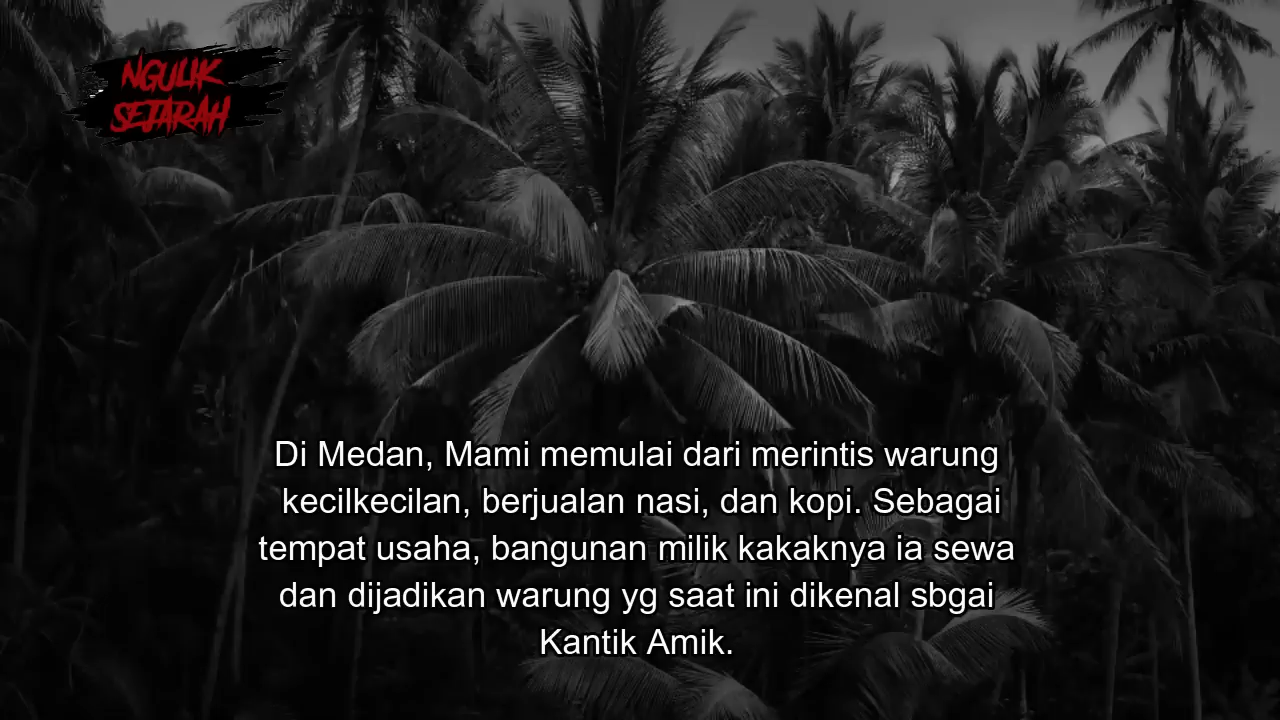 NGULIK
SEJARAH
Di Medan, Mami memulai dari merintis warung
kecilkecilan, berjualan nasi, dan kopi. Sebagai
tempat usaha, bangunan milik kakaknya ia sewa
dan dijadikan warung yg saat ini dikenal sbgai
Kantik Amik.